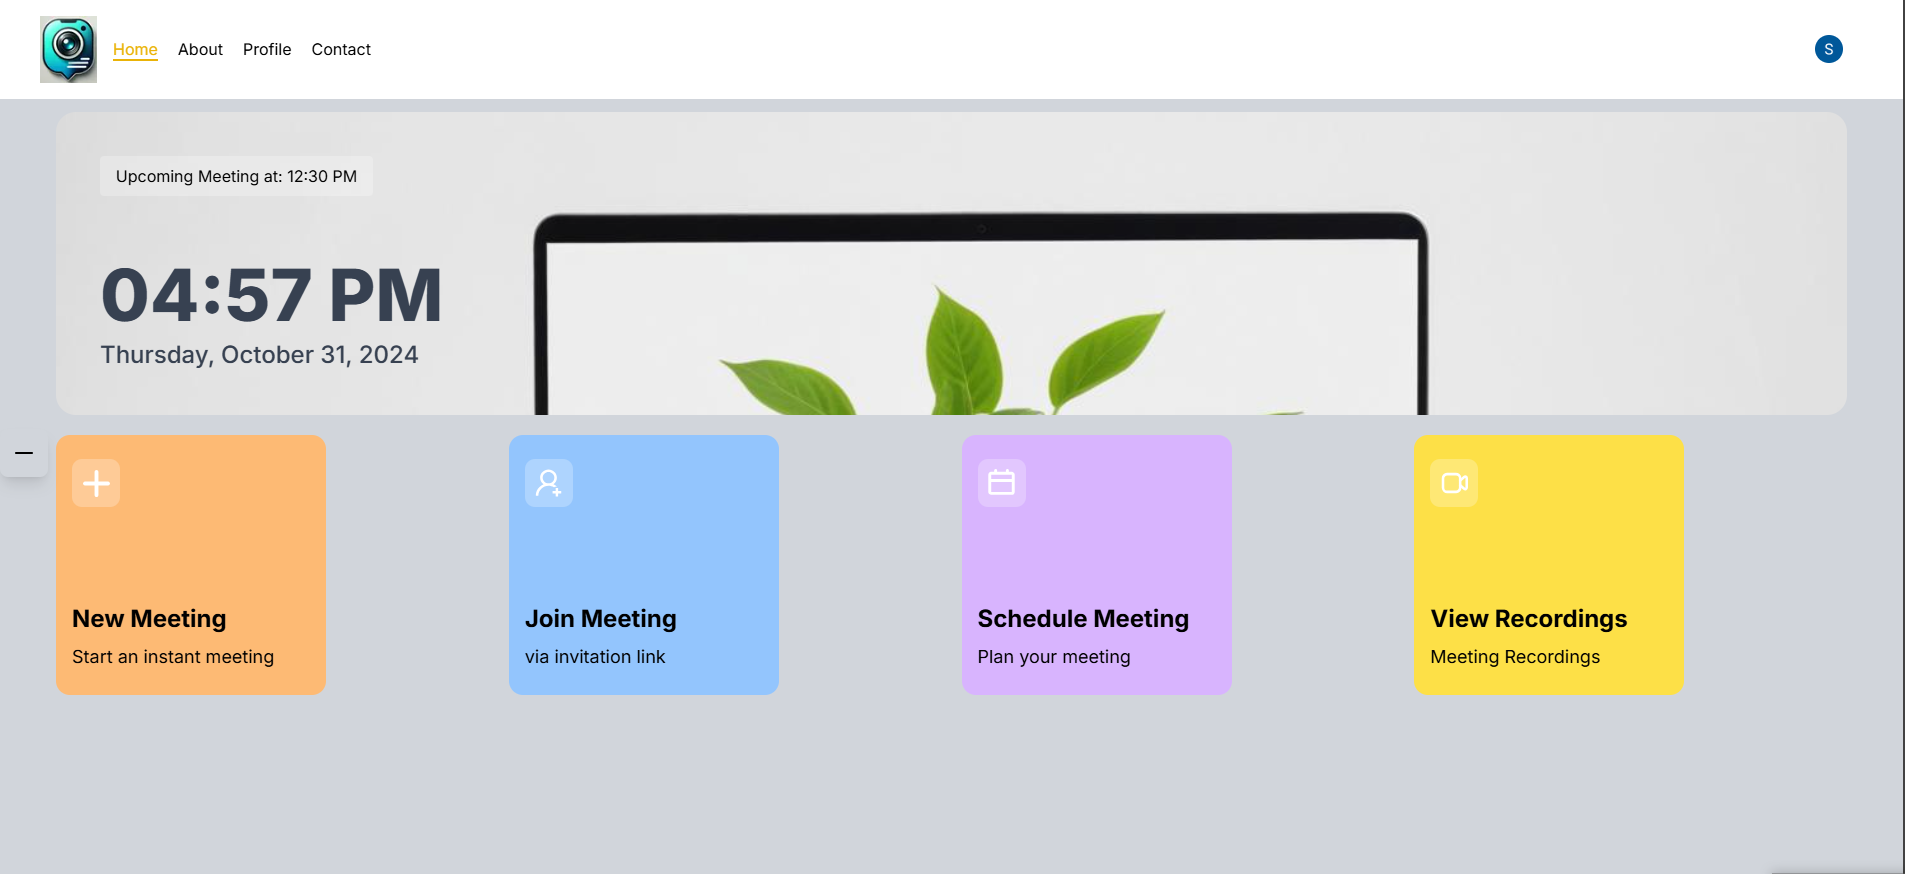 Home About Profile Contact
S
Upcoming Meeting at: 12:30 PM
04:57 PM
Thursday, October 31, 2024
New Meeting
Start an instant meeting
Join Meeting
via invitation link
Schedule Meeting
Plan your meeting
View Recordings
Meeting Recordings